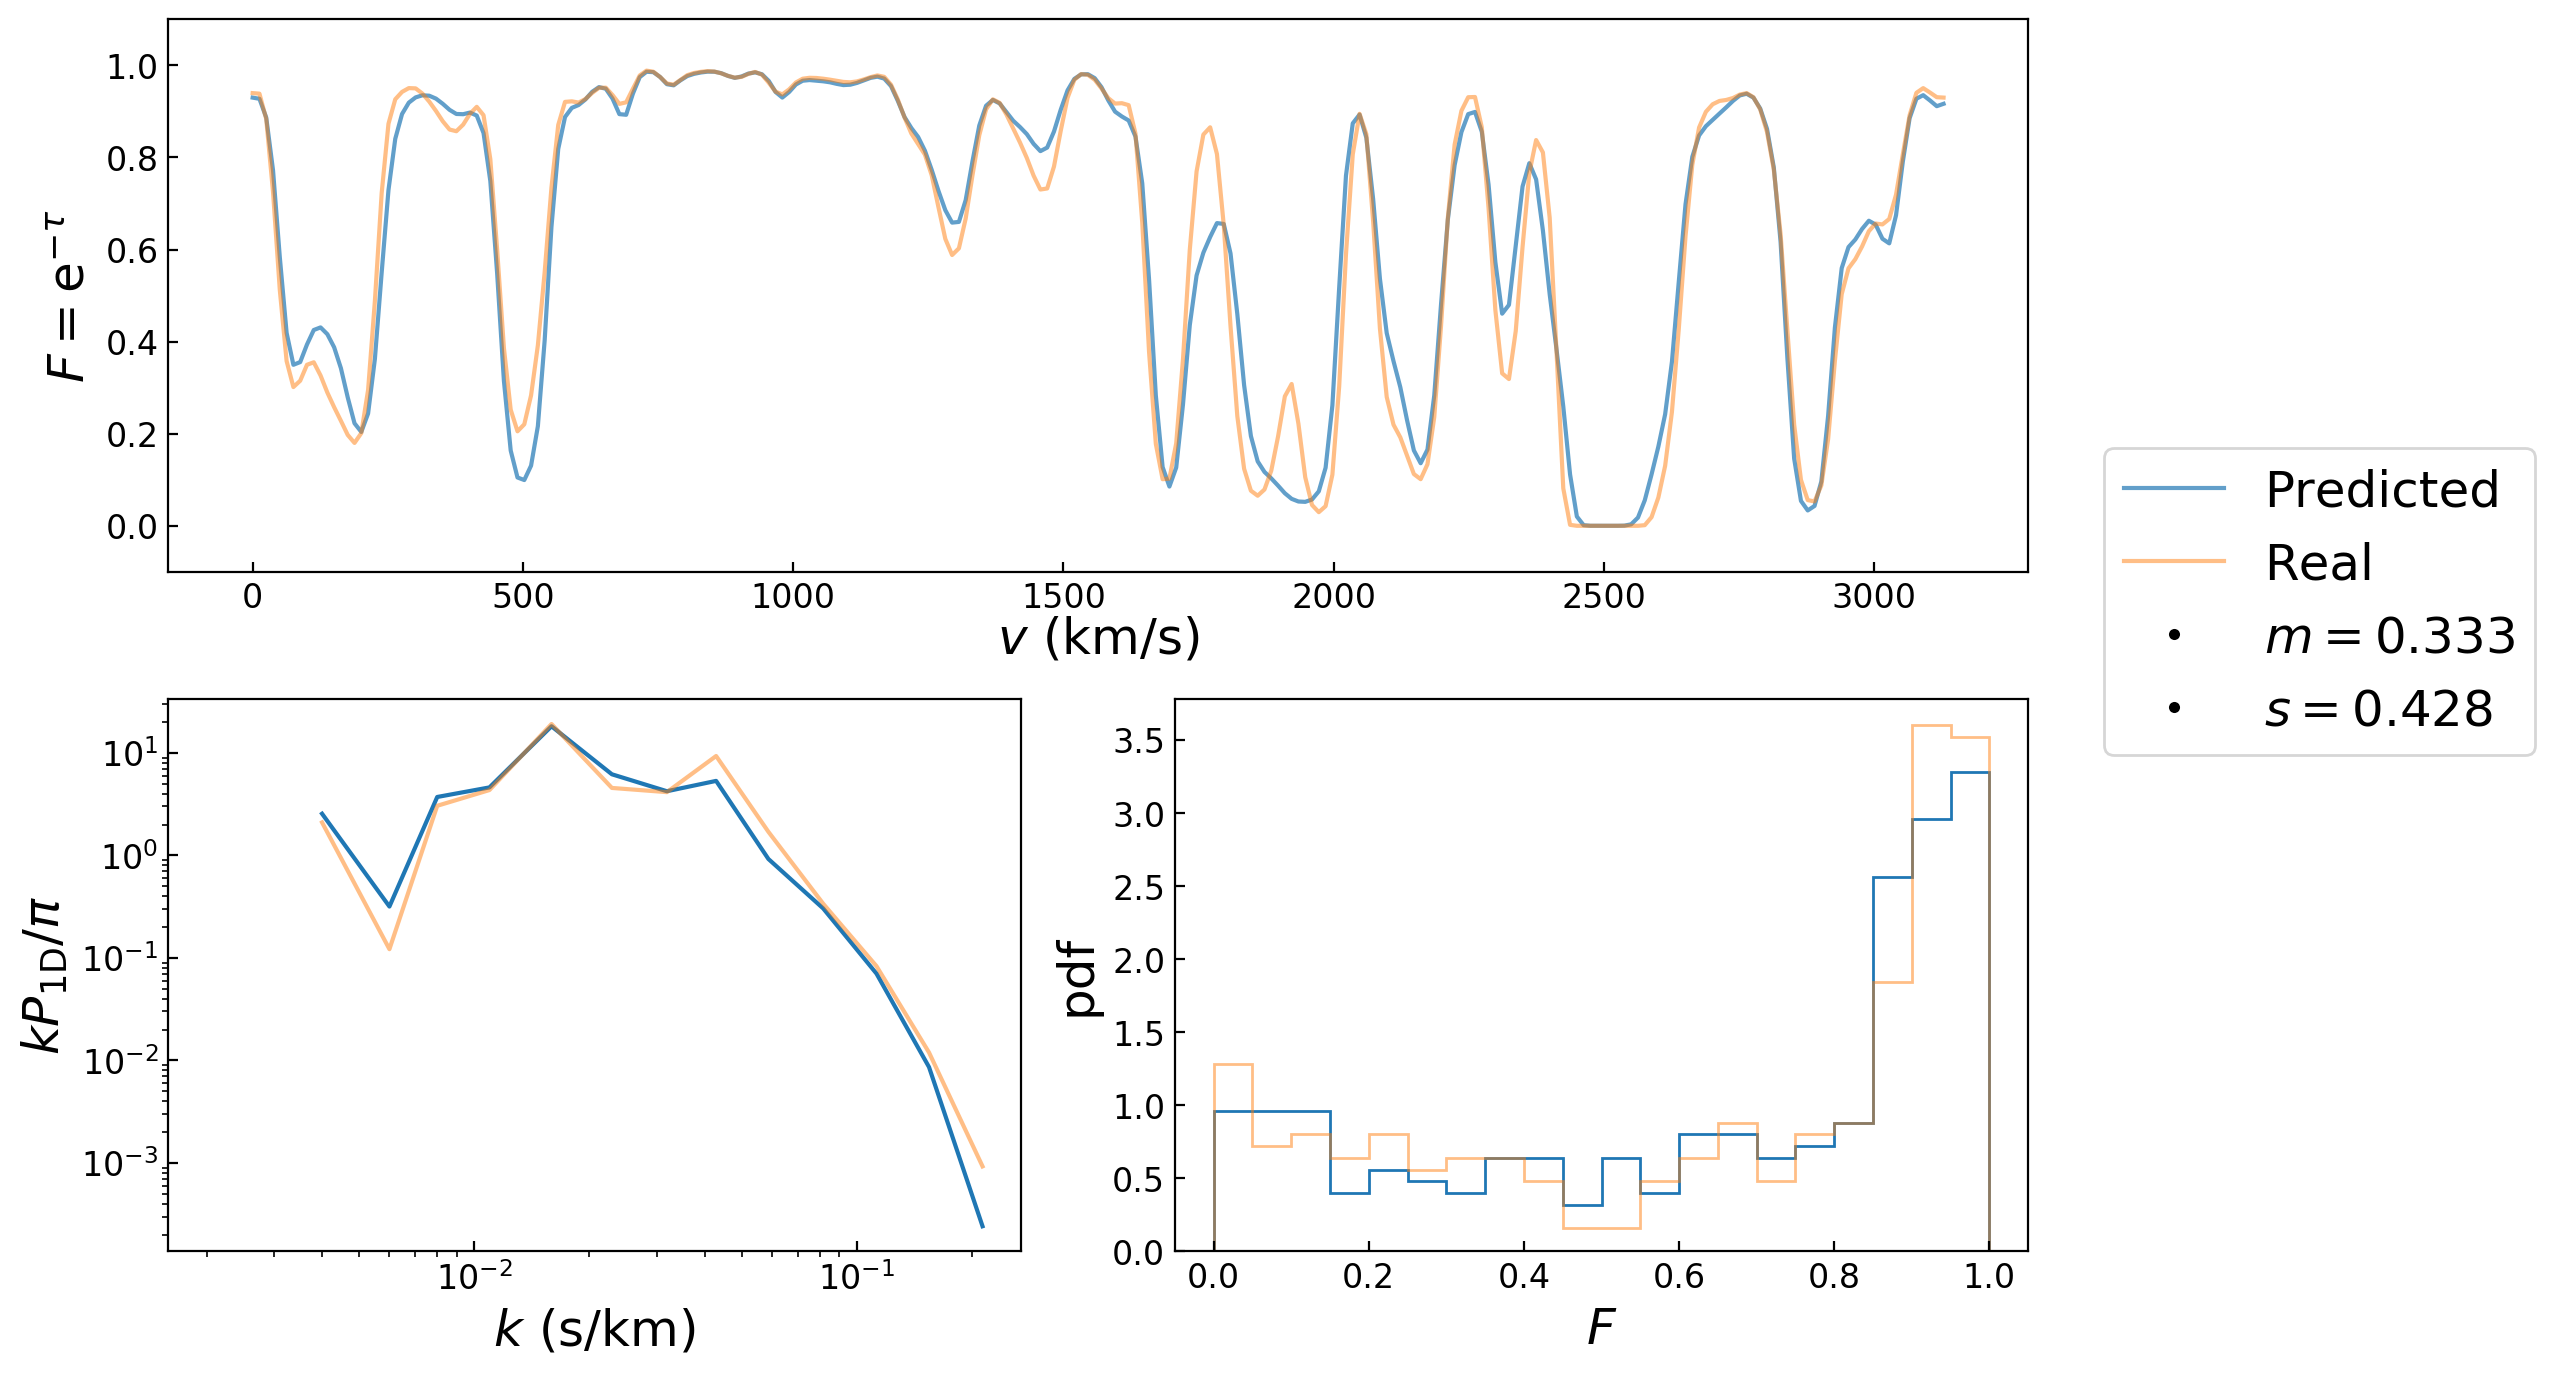 1.0
0.8
0.6
0.4
0.2
0.0
F = e^{−τ}
0 500 1000 1500 2000 2500 3000
v (km/s)
Predicted
Real
m = 0.333
s = 0.428
10^1
10^0
10^{−1}
10^{−2}
10^{−3}
kP_{1D}/π
10^{−2} 10^{−1}
k (s/km)
3.5
3.0
2.5
2.0
1.5
1.0
0.5
0.0
pdf
0.0 0.2 0.4 0.6 0.8 1.0
F